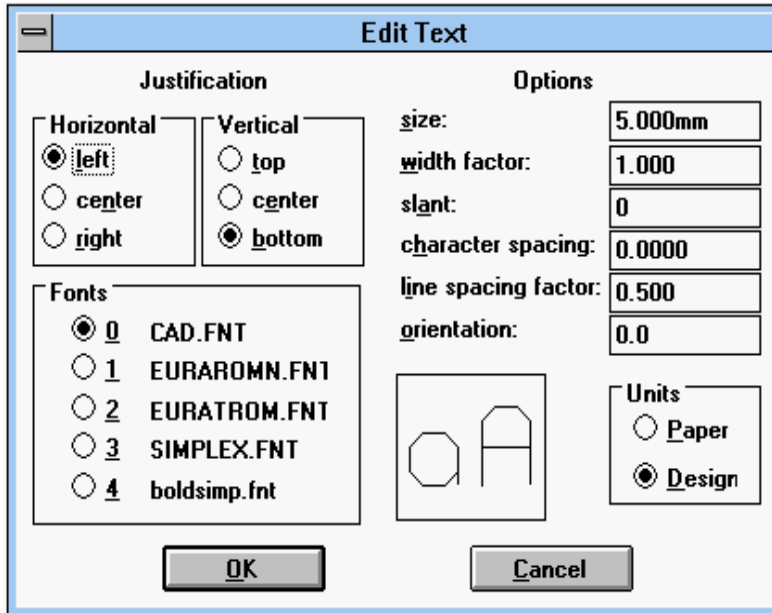 Edit Text
Justification
Options
Horizontal
left
center
right
Vertical
top
center
bottom
size: 5.000mm
width factor: 1.000
slant: 0
character spacing: 0.0000
line spacing factor: 0.500
orientation: 0.0
Fonts
0 CAD.FNT
1 EURAROMN.FNT
2 EURATROM.FNT
3 SIMPLEX.FNT
4 boldsimp.fnt
aA
Units
Paper
Design
OK
Cancel